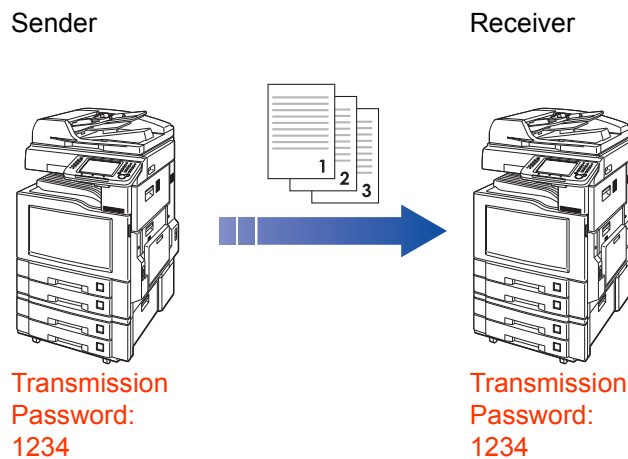 Sender
Receiver
1
2
3
Transmission
Password:
1234
Transmission
Password:
1234